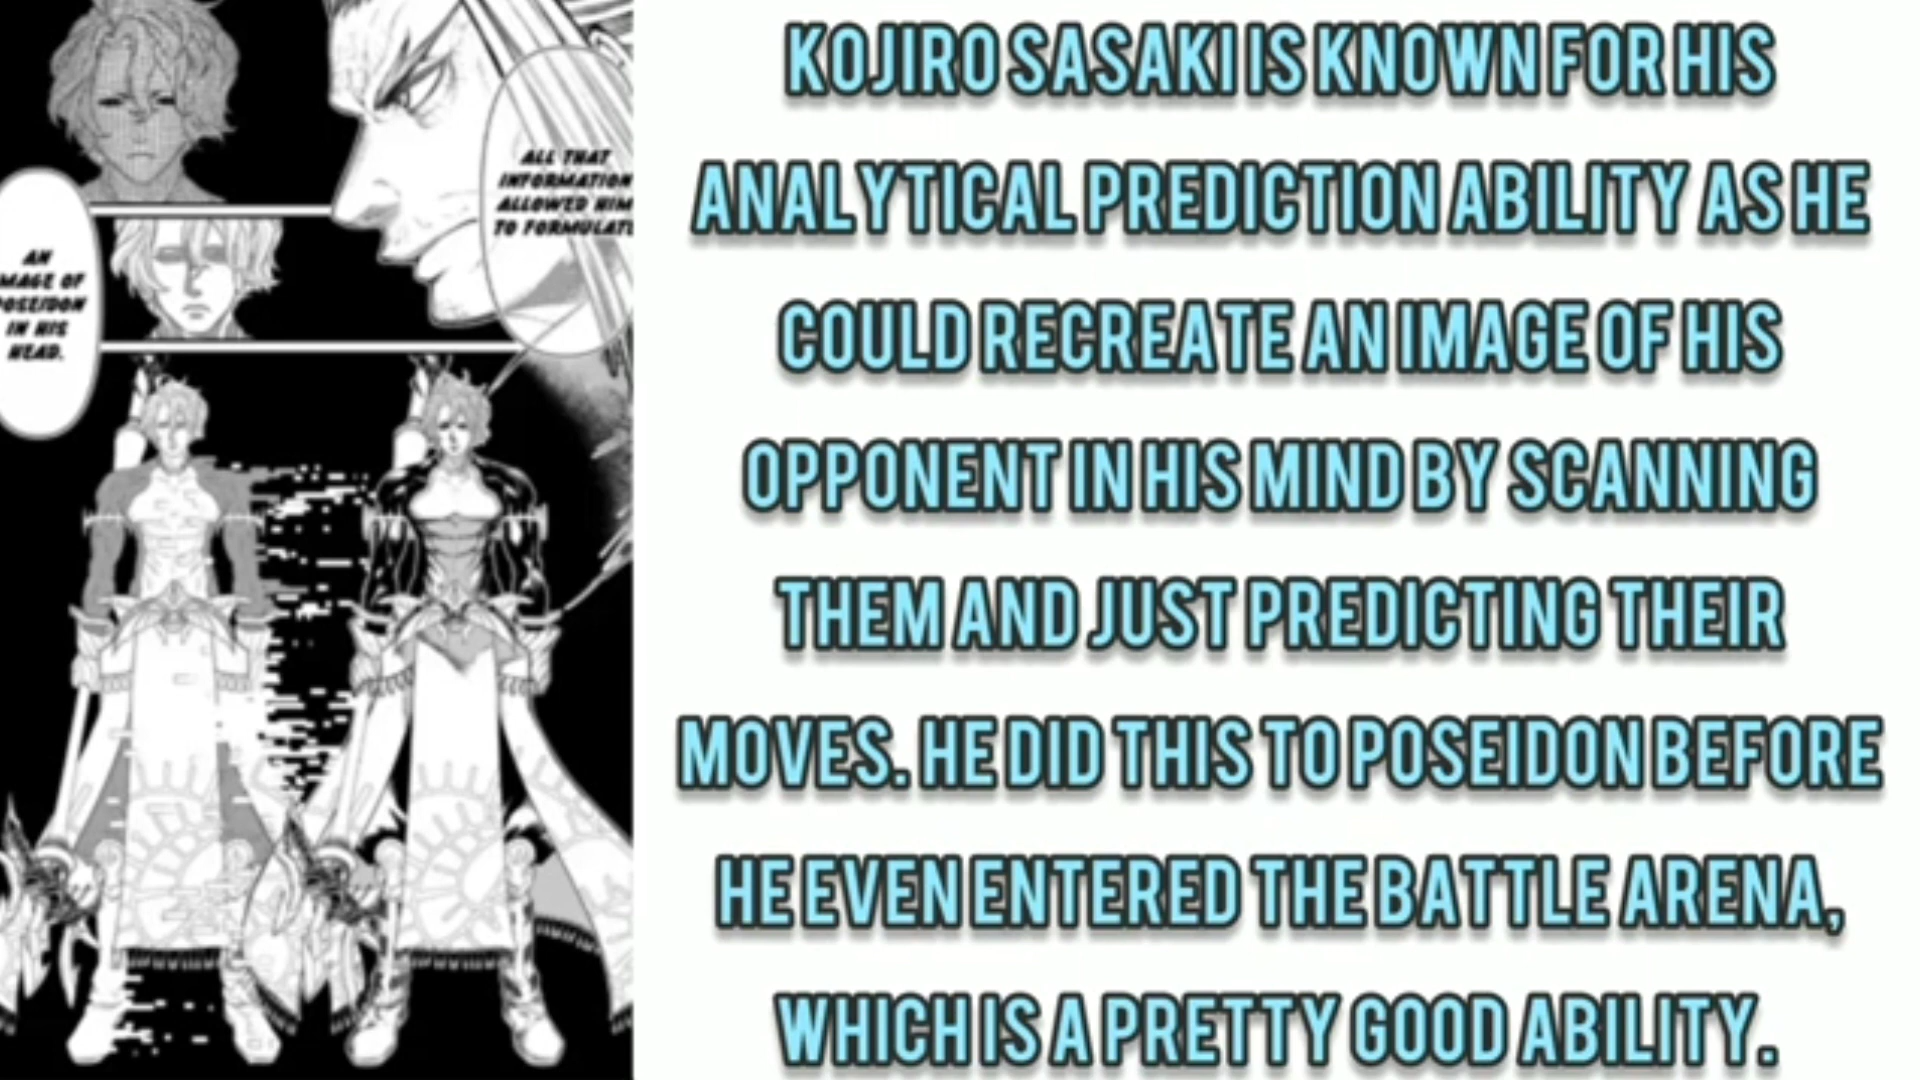 ALL THAT
INFORMATION
ALLOWED HIM
TO FORMULATE
AN
IMAGE OF
POSEIDON
IN HIS
HEAD.
KOJIRO SASAKI IS KNOWN FOR HIS
ANALYTICAL PREDICTION ABILITY AS HE
COULD RECREATE AN IMAGE OF HIS
OPPONENT IN HIS MIND BY SCANNING
THEM AND JUST PREDICTING THEIR
MOVES. HE DID THIS TO POSEIDON BEFORE
HE EVEN ENTERED THE BATTLE ARENA,
WHICH IS A PRETTY GOOD ABILITY.